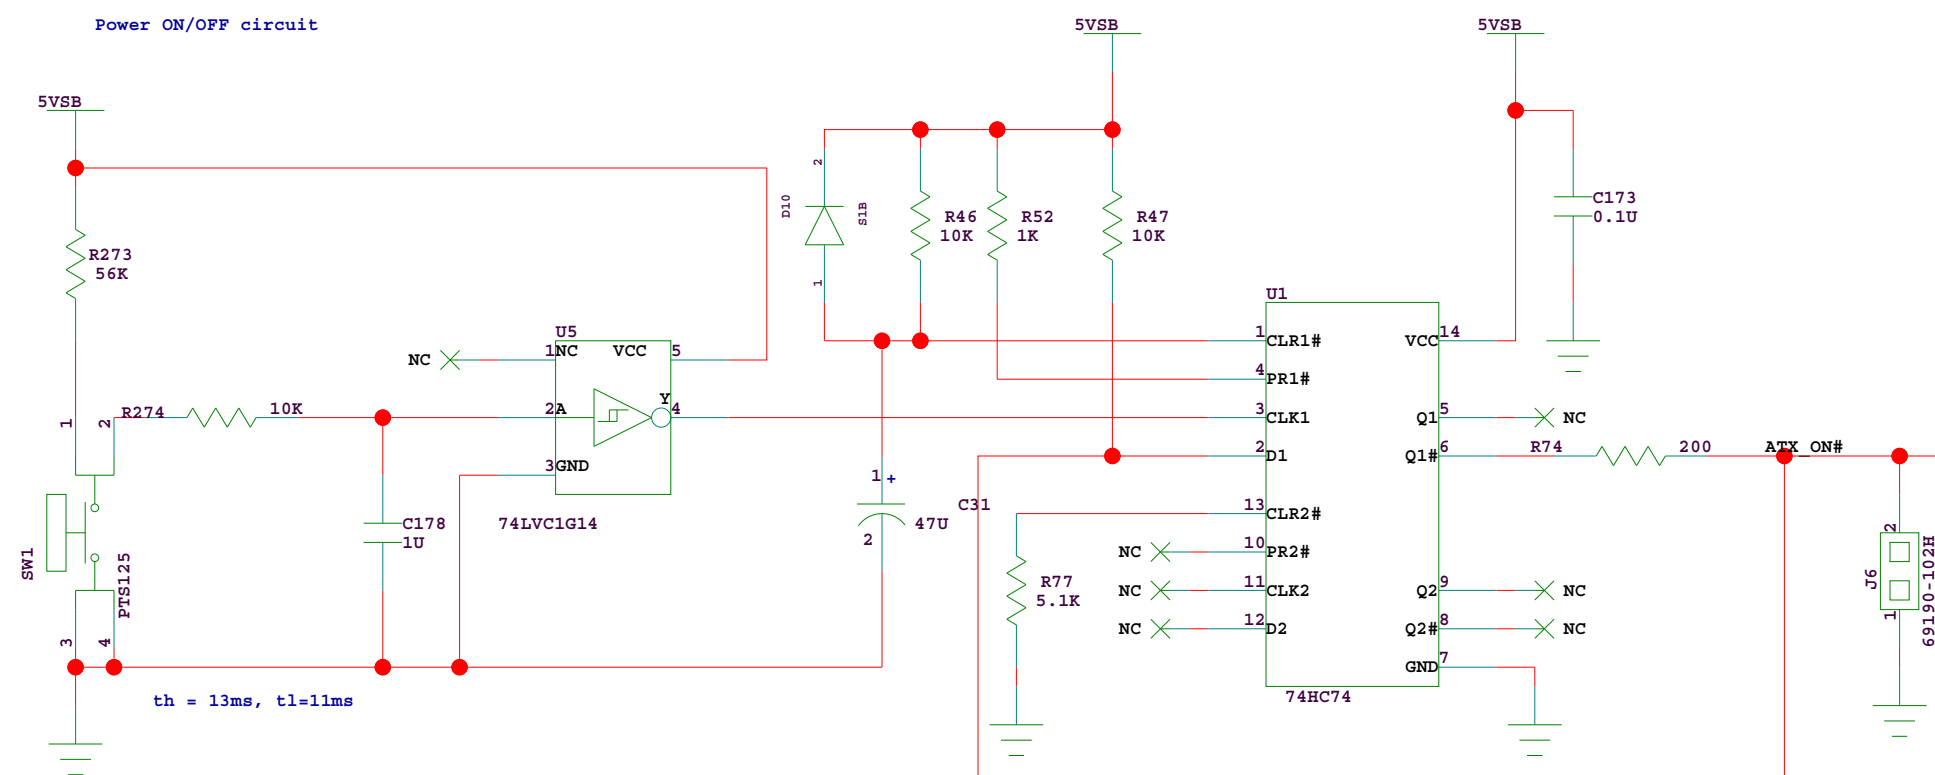 Power ON/OFF circuit
5VSB
5VSB
5VSB
2
D10
S1B
1
R46
10K
R52
1K
R47
10K
C173
0.1U
R273
56K
U5
NC
1
NC
VCC
5
Y
2
A
4
3
GND
74LVC1G14
1
2
R274
10K
C178
1U
SW1
PTS125
3
4
th = 13ms, tl=11ms
1
+
C31
47U
2
U1
1
CLR1#
VCC
14
4
PR1#
3
CLK1
Q1
5
NC
2
D1
Q1#
6
R74
200
ATX_ON#
13
CLR2#
NC
10
PR2#
NC
11
CLK2
Q2
9
NC
NC
12
D2
Q2#
8
NC
GND
7
74HC74
R77
5.1K
2
J6
1
69190-102H